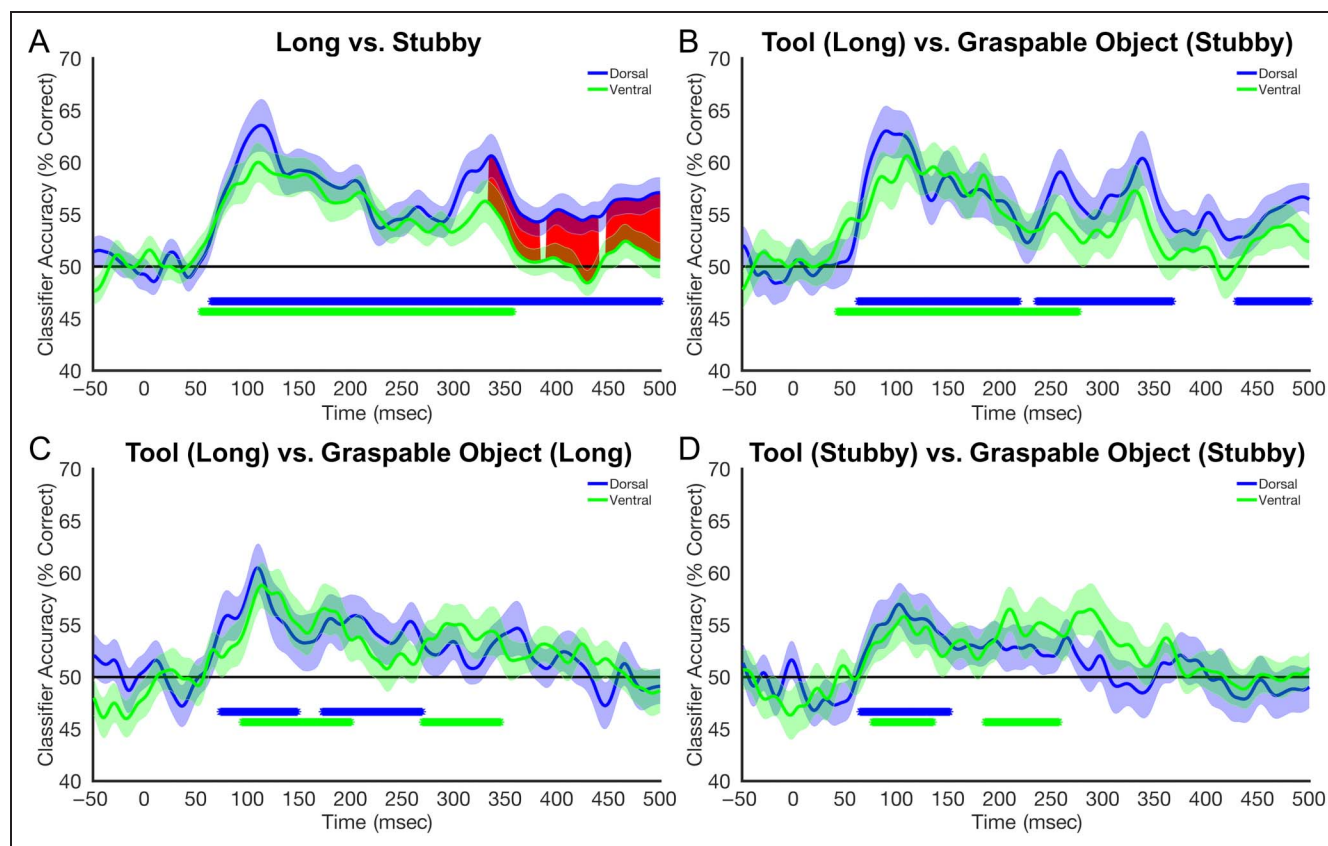 A
Long vs. Stubby
70
65
60
55
50
45
40
Classifier Accuracy (% Correct)
Dorsal
Ventral
−50 0 50 100 150 200 250 300 350 400 450 500
Time (msec)
B
Tool (Long) vs. Graspable Object (Stubby)
70
65
60
55
50
45
40
Classifier Accuracy (% Correct)
Dorsal
Ventral
−50 0 50 100 150 200 250 300 350 400 450 500
Time (msec)
C
Tool (Long) vs. Graspable Object (Long)
70
65
60
55
50
45
40
Classifier Accuracy (% Correct)
Dorsal
Ventral
−50 0 50 100 150 200 250 300 350 400 450 500
Time (msec)
D
Tool (Stubby) vs. Graspable Object (Stubby)
70
65
60
55
50
45
40
Classifier Accuracy (% Correct)
Dorsal
Ventral
−50 0 50 100 150 200 250 300 350 400 450 500
Time (msec)